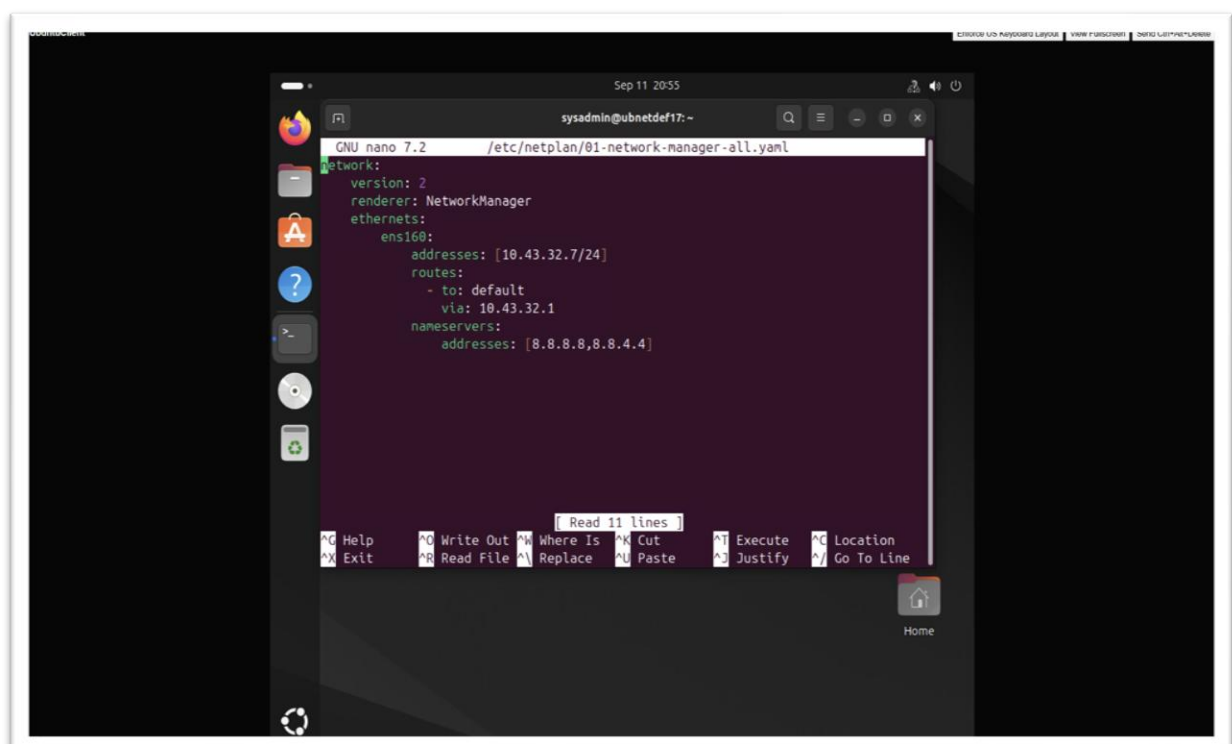 UbuntuClient
Enforce US Keyboard Layout View Fullscreen Send Ctrl+Alt+Delete
Sep 11 20:55
sysadmin@ubnetdef17: ~
GNU nano 7.2 /etc/netplan/01-network-manager-all.yaml
network:
version: 2
renderer: NetworkManager
ethernets:
ens160:
addresses: [10.43.32.7/24]
routes:
- to: default
via: 10.43.32.1
nameservers:
addresses: [8.8.8.8,8.8.4.4]
[ Read 11 lines ]
^G Help ^O Write Out ^W Where Is ^K Cut ^T Execute ^C Location
^X Exit ^R Read File ^\ Replace ^U Paste ^J Justify ^/ Go To Line
Home